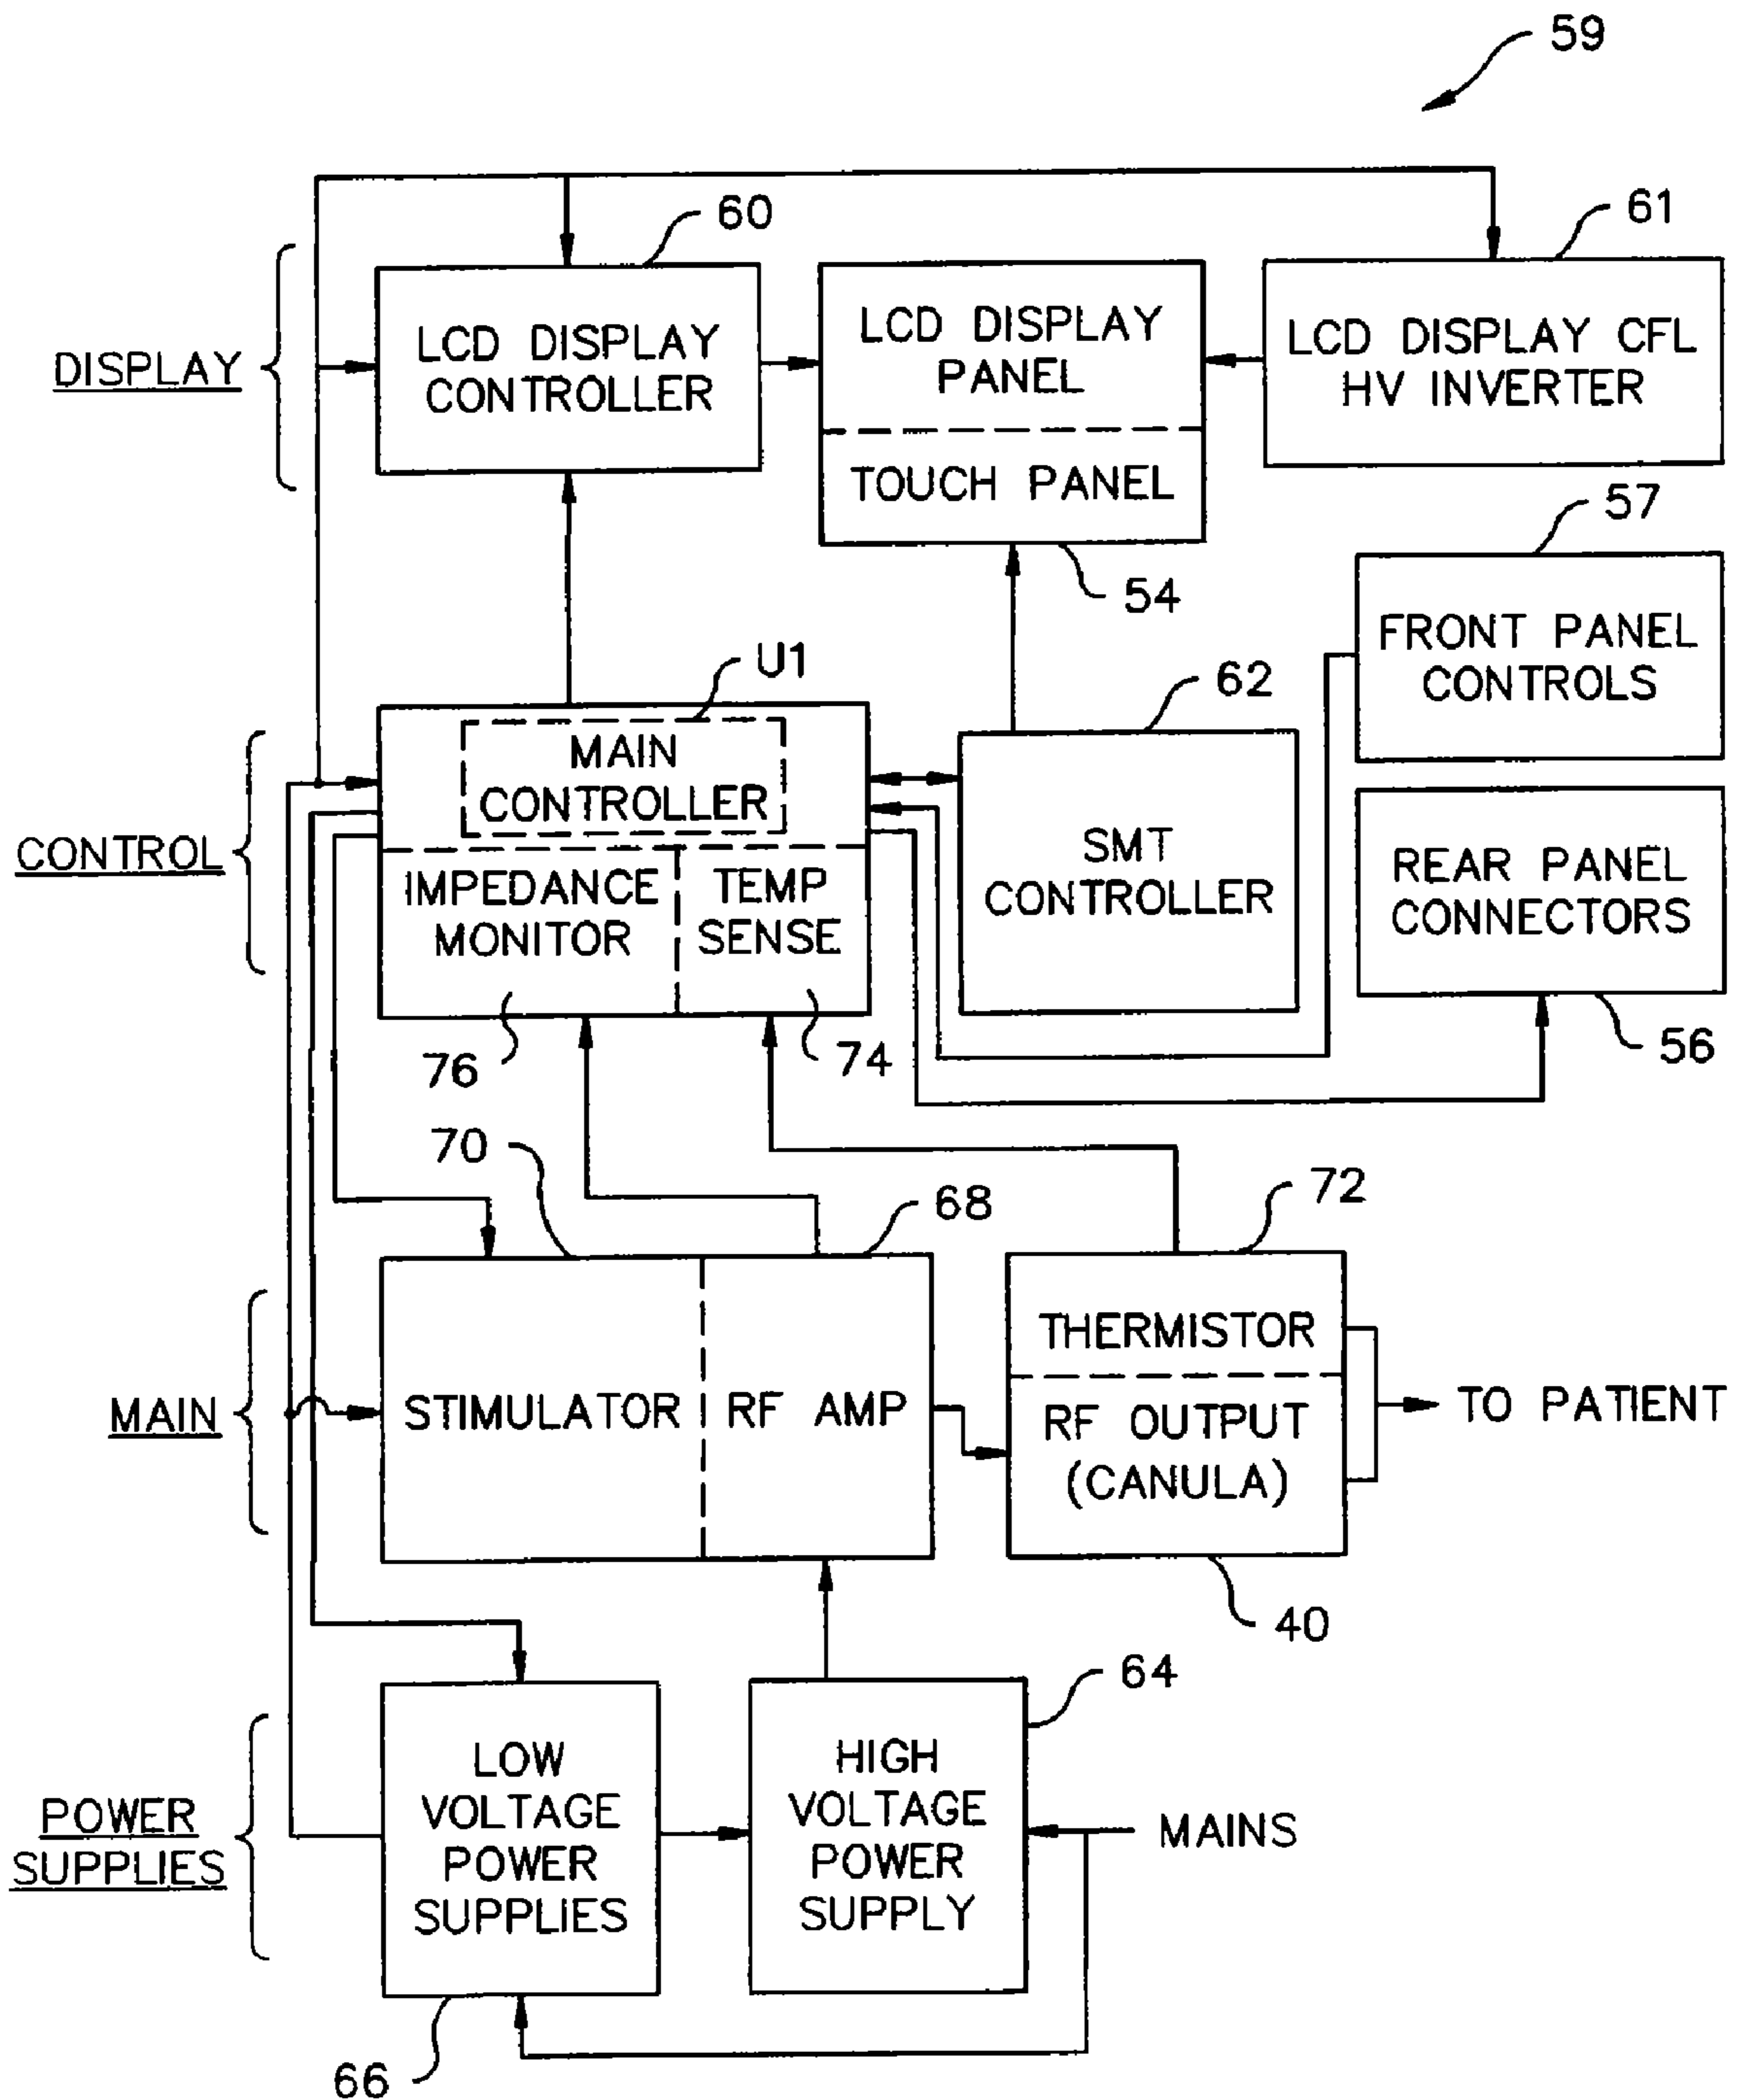 59
60
61
DISPLAY
LCD DISPLAY
CONTROLLER
LCD DISPLAY
PANEL
TOUCH PANEL
LCD DISPLAY CFL
HV INVERTER
54
57
FRONT PANEL
CONTROLS
U1
62
CONTROL
MAIN
CONTROLLER
IMPEDANCE
MONITOR
TEMP
SENSE
SMT
CONTROLLER
REAR PANEL
CONNECTORS
76
74
56
70
68
72
MAIN
STIMULATOR
RF AMP
THERMISTOR
RF OUTPUT
(CANULA)
TO PATIENT
40
64
POWER
SUPPLIES
LOW
VOLTAGE
POWER
SUPPLIES
HIGH
VOLTAGE
POWER
SUPPLY
MAINS
66